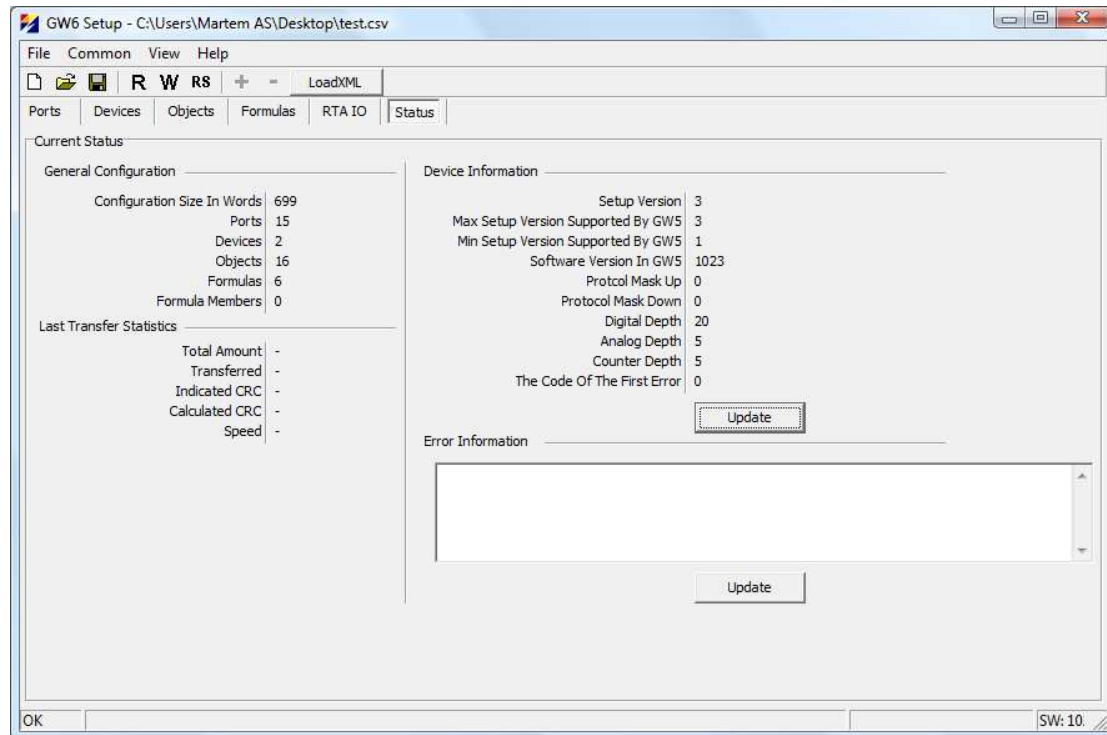 GW6 Setup - C:\Users\Martem AS\Desktop\test.csv
File Common View Help
R W RS + - LoadXML
Ports Devices Objects Formulas RTA IO Status
Current Status
General Configuration
Configuration Size In Words 699
Ports 15
Devices 2
Objects 16
Formulas 6
Formula Members 0
Last Transfer Statistics
Total Amount -
Transferred -
Indicated CRC -
Calculated CRC -
Speed -
Device Information
Setup Version 3
Max Setup Version Supported By GW5 3
Min Setup Version Supported By GW5 1
Software Version In GW5 1023
Protcol Mask Up 0
Protocol Mask Down 0
Digital Depth 20
Analog Depth 5
Counter Depth 5
The Code Of The First Error 0
Update
Error Information
Update
OK
SW: 10.